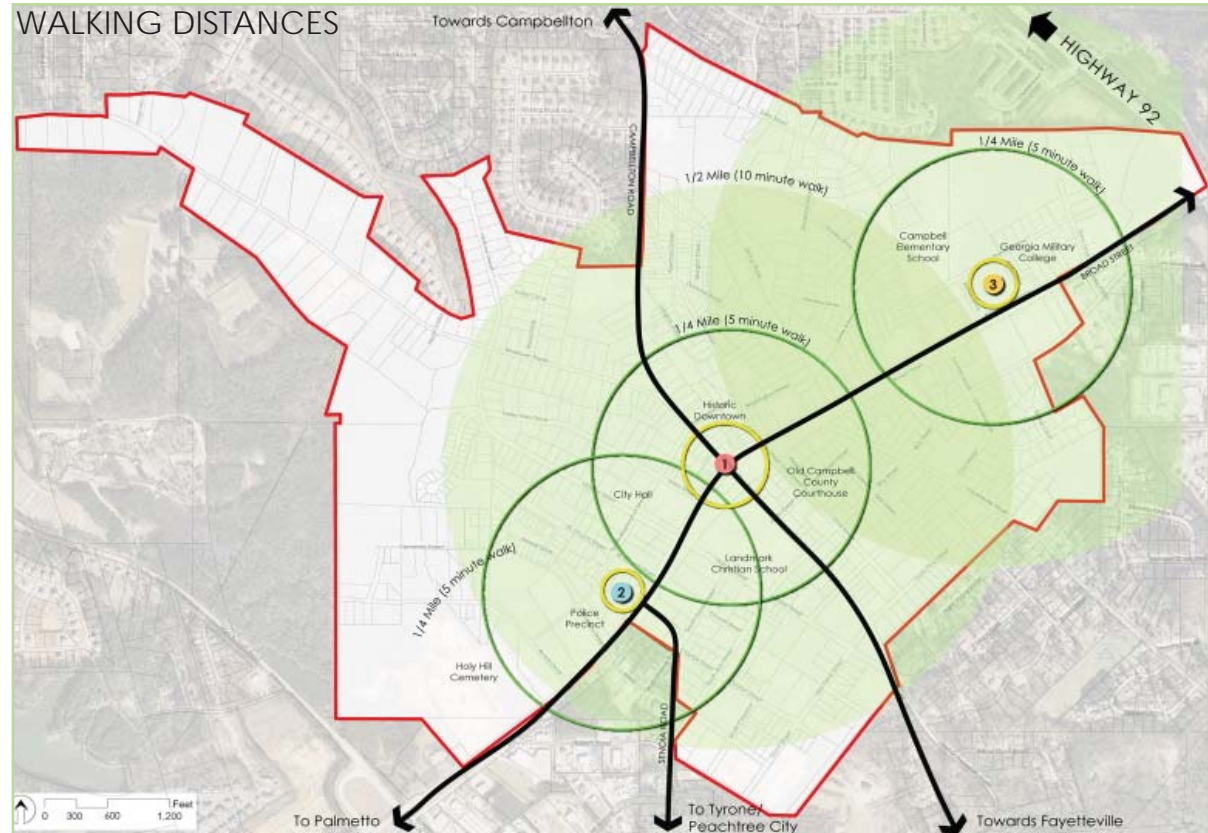 WALKING DISTANCES
Towards Campbellton
HIGHWAY 92
CAMPBELLTON ROAD
1/4 Mile (5 minute walk)
1/2 Mile (10 minute walk)
Campbell
Elementary
School
Georgia Military
College
3
BROAD STREET
1/4 Mile (5 minute walk)
Historic
Downtown
1
Old Campbell
County
Courthouse
City Hall
Landmark
Christian School
1/4 Mile (5 minute walk)
2
Police
Precinct
Holy Hill
Cemetery
SENOIA ROAD
Feet
0 300 600 1,200
To Palmetto
To Tyrone/
Peachtree City
Towards Fayetteville